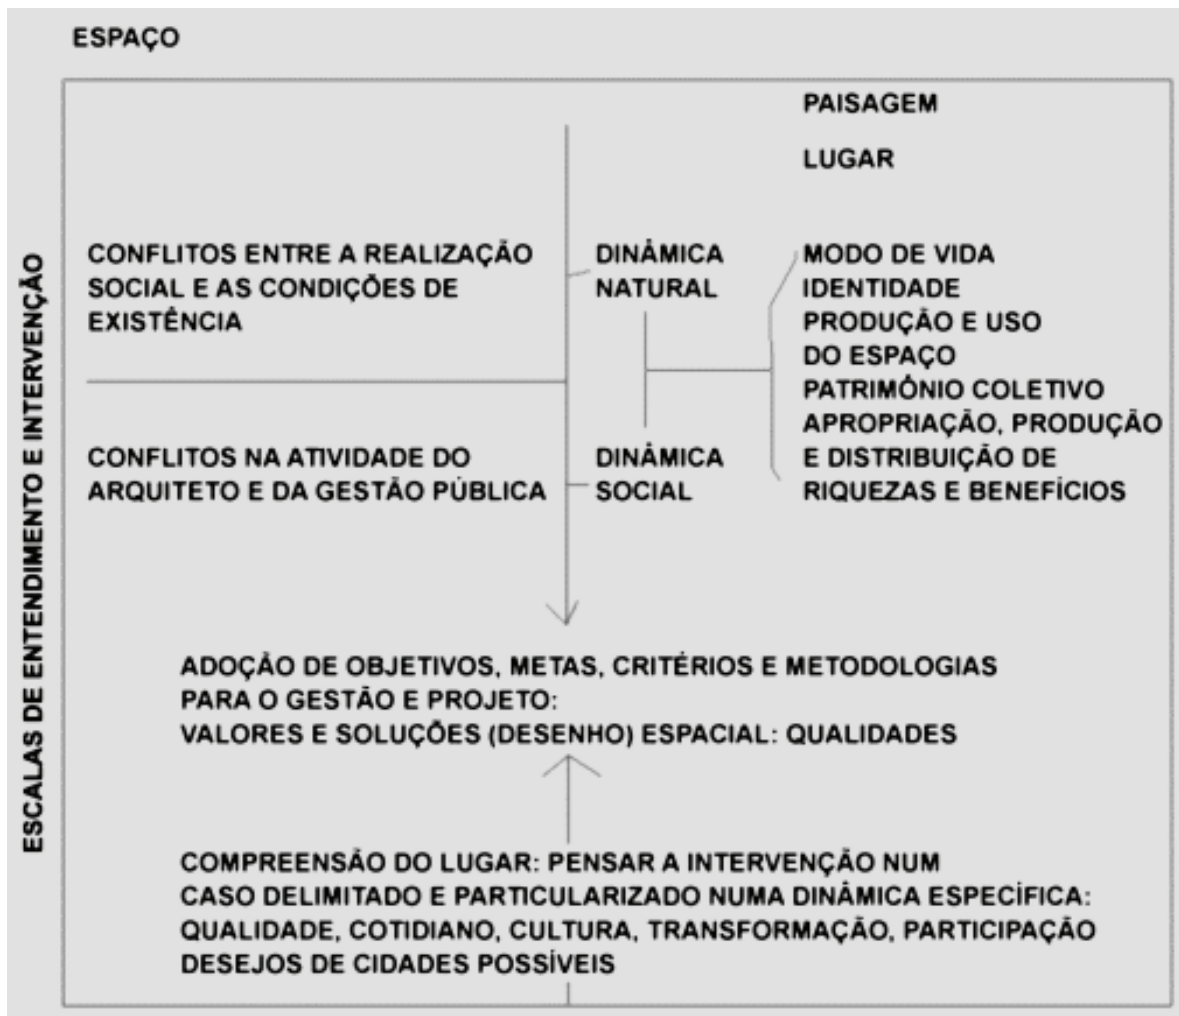 ESPAÇO
ESCALAS DE ENTENDIMENTO E INTERVENÇÃO
PAISAGEM
LUGAR
CONFLITOS ENTRE A REALIZAÇÃO
SOCIAL E AS CONDIÇÕES DE
EXISTÊNCIA
DINÂMICA
NATURAL
MODO DE VIDA
IDENTIDADE
PRODUÇÃO E USO
DO ESPAÇO
PATRIMÔNIO COLETIVO
APROPRIAÇÃO, PRODUÇÃO
E DISTRIBUIÇÃO DE
RIQUEZAS E BENEFÍCIOS
CONFLITOS NA ATIVIDADE DO
ARQUITETO E DA GESTÃO PÚBLICA
DINÂMICA
SOCIAL
ADOÇÃO DE OBJETIVOS, METAS, CRITÉRIOS E METODOLOGIAS
PARA O GESTÃO E PROJETO:
VALORES E SOLUÇÕES (DESENHO) ESPACIAL: QUALIDADES
COMPREENSÃO DO LUGAR: PENSAR A INTERVENÇÃO NUM
CASO DELIMITADO E PARTICULARIZADO NUMA DINÂMICA ESPECÍFICA:
QUALIDADE, COTIDIANO, CULTURA, TRANSFORMAÇÃO, PARTICIPAÇÃO
DESEJOS DE CIDADES POSSÍVEIS